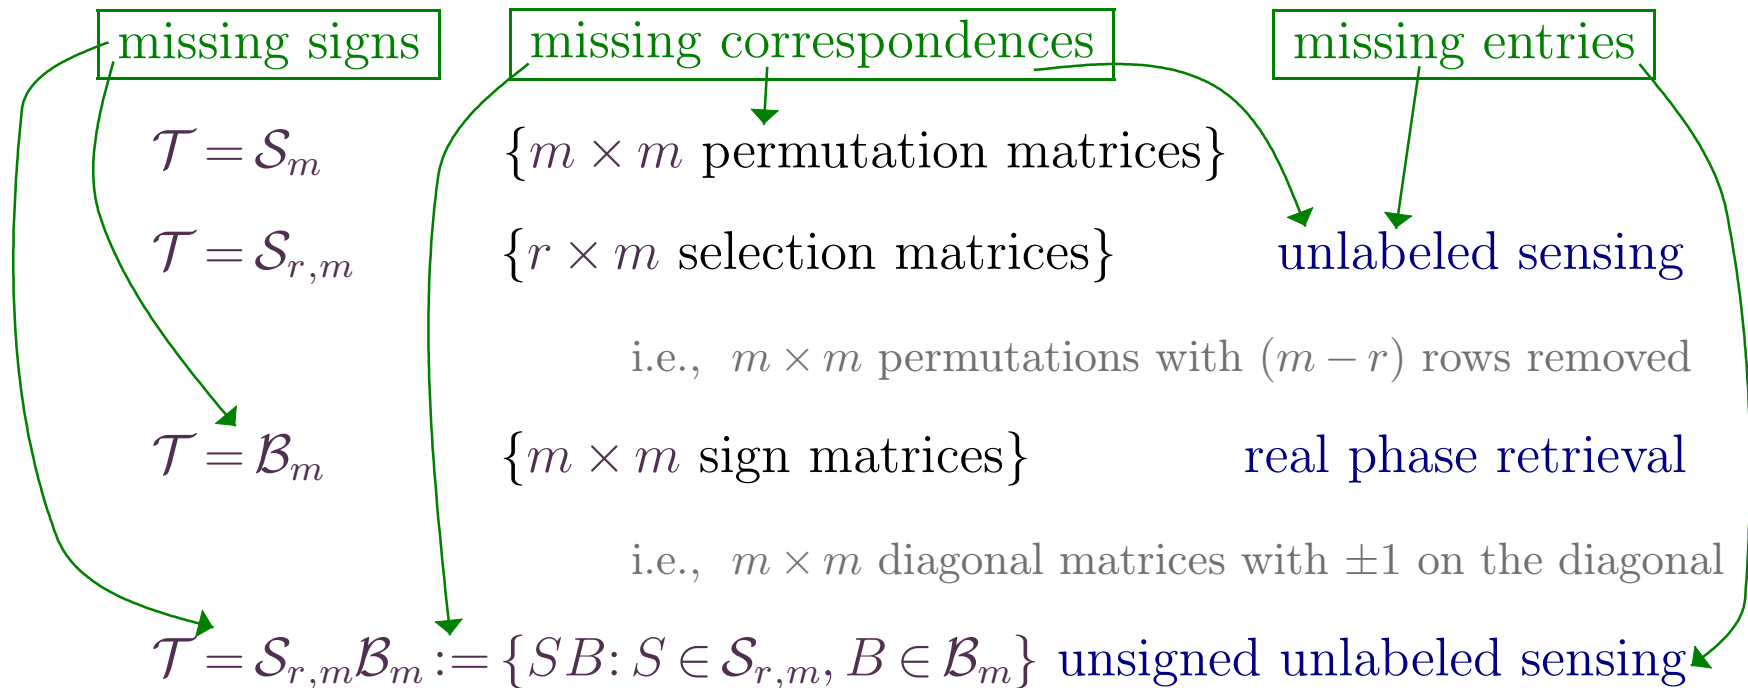 missing signs missing correspondences missing entries
𝒯 = 𝒮_m {m × m permutation matrices}
𝒯 = 𝒮_{r,m} {r × m selection matrices} unlabeled sensing
i.e., m × m permutations with (m − r) rows removed
𝒯 = ℬ_m {m × m sign matrices} real phase retrieval
i.e., m × m diagonal matrices with ±1 on the diagonal
𝒯 = 𝒮_{r,m}ℬ_m := {SB: S ∈ 𝒮_{r,m}, B ∈ ℬ_m} unsigned unlabeled sensing